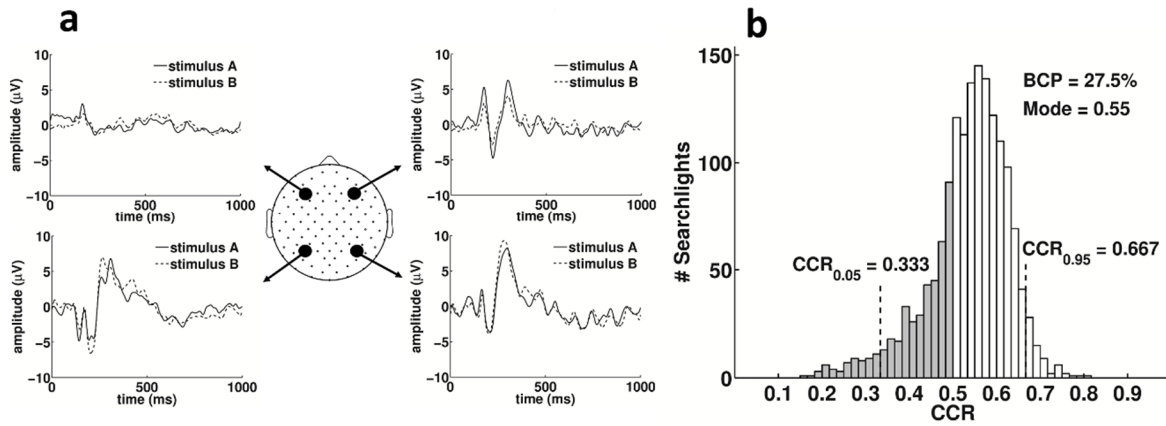 a
10
5
0
−5
−10
amplitude (μV)
stimulus A
stimulus B
0
500
1000
time (ms)
10
5
0
−5
−10
amplitude (μV)
stimulus A
stimulus B
0
500
1000
time (ms)
10
5
0
−5
−10
amplitude (μV)
stimulus A
stimulus B
0
500
1000
time (ms)
10
5
0
−5
−10
amplitude (μV)
stimulus A
stimulus B
0
500
1000
time (ms)
b
150
100
50
0
# Searchlights
BCP = 27.5%
Mode = 0.55
CCR0.05 = 0.333
CCR0.95 = 0.667
0.1 0.2 0.3 0.4 0.5 0.6 0.7 0.8 0.9
CCR